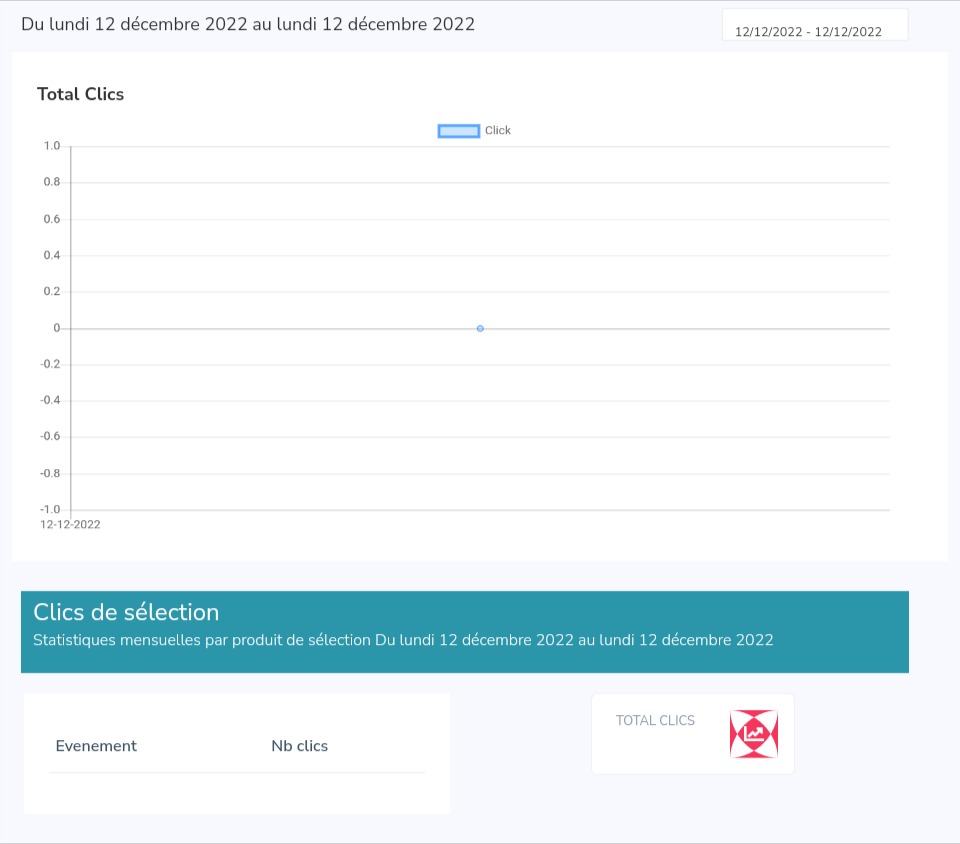 Du lundi 12 décembre 2022 au lundi 12 décembre 2022
12/12/2022 - 12/12/2022
Total Clics
Click
1.0
0.8
0.6
0.4
0.2
0
-0.2
-0.4
-0.6
-0.8
-1.0
12-12-2022
Clics de sélection
Statistiques mensuelles par produit de sélection Du lundi 12 décembre 2022 au lundi 12 décembre 2022
Evenement Nb clics
TOTAL CLICS